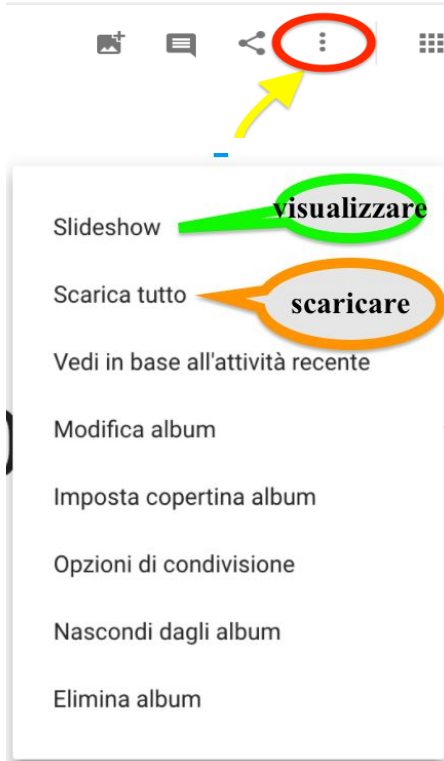 Slideshow visualizzare
Scarica tutto scaricare
Vedi in base all'attività recente
Modifica album
Imposta copertina album
Opzioni di condivisione
Nascondi dagli album
Elimina album